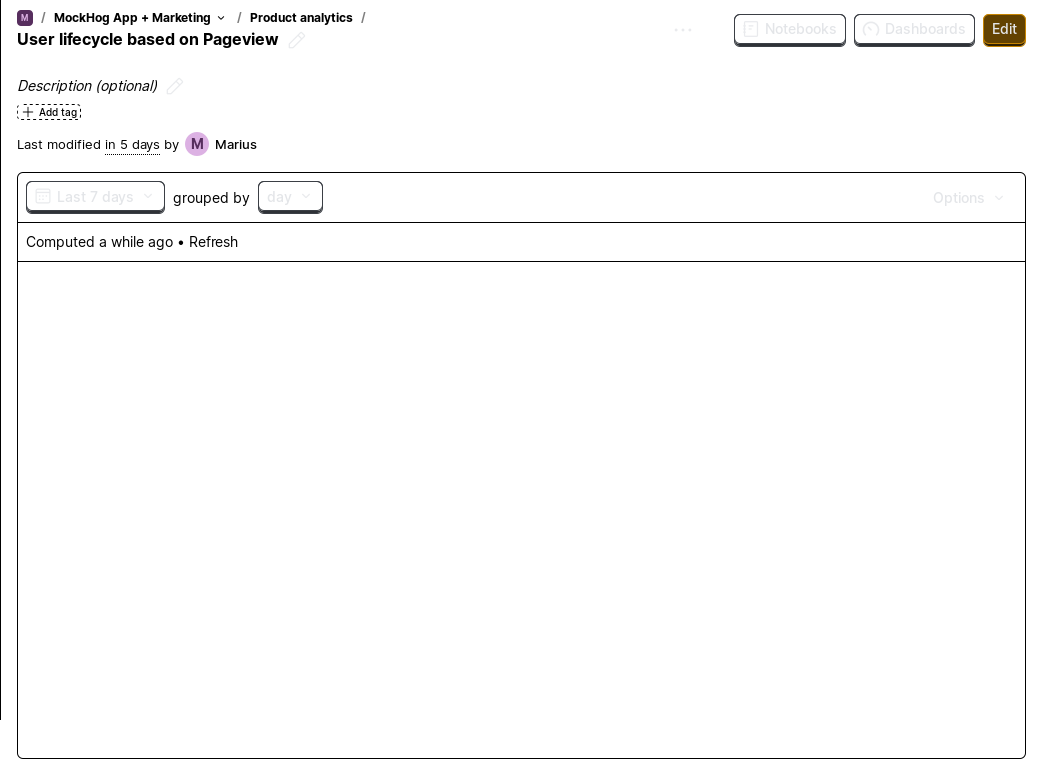 M / MockHog App + Marketing / Product analytics /
User lifecycle based on Pageview
Notebooks
Dashboards
Edit
Description (optional)
Add tag
Last modified in 5 days by M Marius
Last 7 days grouped by day
Options
Computed a while ago • Refresh